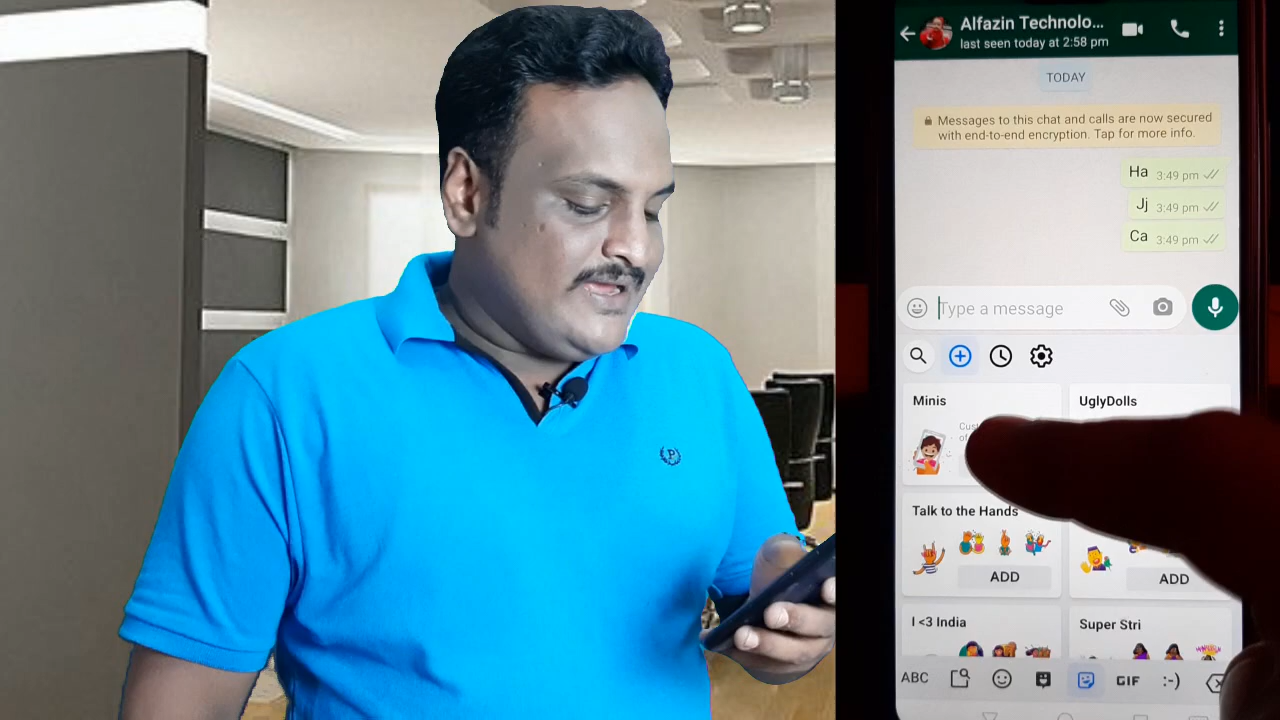 Alfazin Technolo...
last seen today at 2:58 pm
TODAY
Messages to this chat and calls are now secured
with end-to-end encryption. Tap for more info.
Ha 3:49 pm
Jj 3:49 pm
Ca 3:49 pm
Type a message
Minis
UglyDolls
Talk to the Hands
ADD
ADD
I <3 India
Super Stri
ABC
GIF
:-)
P